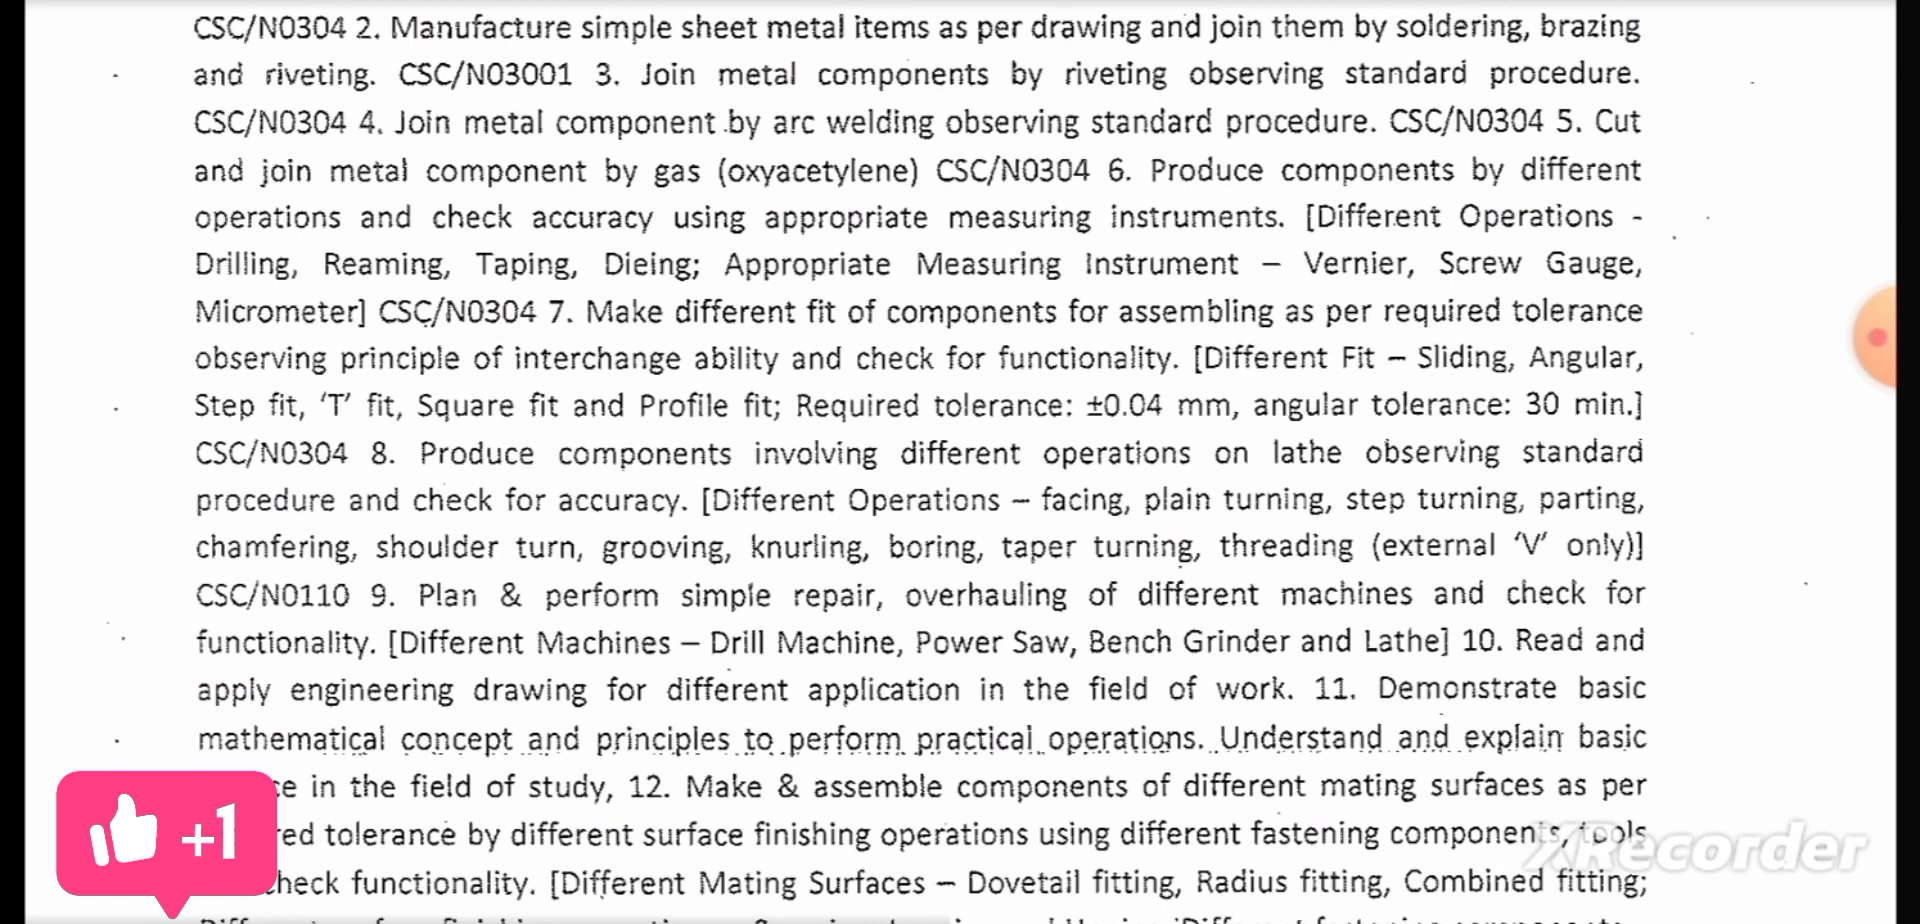 CSC/N0304 2. Manufacture simple sheet metal items as per drawing and join them by soldering, brazing
and riveting. CSC/N03001 3. Join metal components by riveting observing standard procedure.
CSC/N0304 4. Join metal component by arc welding observing standard procedure. CSC/N0304 5. Cut
and join metal component by gas (oxyacetylene) CSC/N0304 6. Produce components by different
operations and check accuracy using appropriate measuring instruments. [Different Operations -
Drilling, Reaming, Taping, Dieing; Appropriate Measuring Instrument – Vernier, Screw Gauge,
Micrometer] CSC/N0304 7. Make different fit of components for assembling as per required tolerance
observing principle of interchange ability and check for functionality. [Different Fit – Sliding, Angular,
Step fit, ‘T’ fit, Square fit and Profile fit; Required tolerance: ±0.04 mm, angular tolerance: 30 min.]
CSC/N0304 8. Produce components involving different operations on lathe observing standard
procedure and check for accuracy. [Different Operations – facing, plain turning, step turning, parting,
chamfering, shoulder turn, grooving, knurling, boring, taper turning, threading (external ‘V’ only)]
CSC/N0110 9. Plan & perform simple repair, overhauling of different machines and check for
functionality. [Different Machines – Drill Machine, Power Saw, Bench Grinder and Lathe] 10. Read and
apply engineering drawing for different application in the field of work. 11. Demonstrate basic
mathematical concept and principles to perform practical operations. Understand and explain basic
in the field of study, 12. Make & assemble components of different mating surfaces as per
tolerance by different surface finishing operations using different fastening components, tools
check functionality. [Different Mating Surfaces – Dovetail fitting, Radius fitting, Combined fitting;
+1
XRecorder